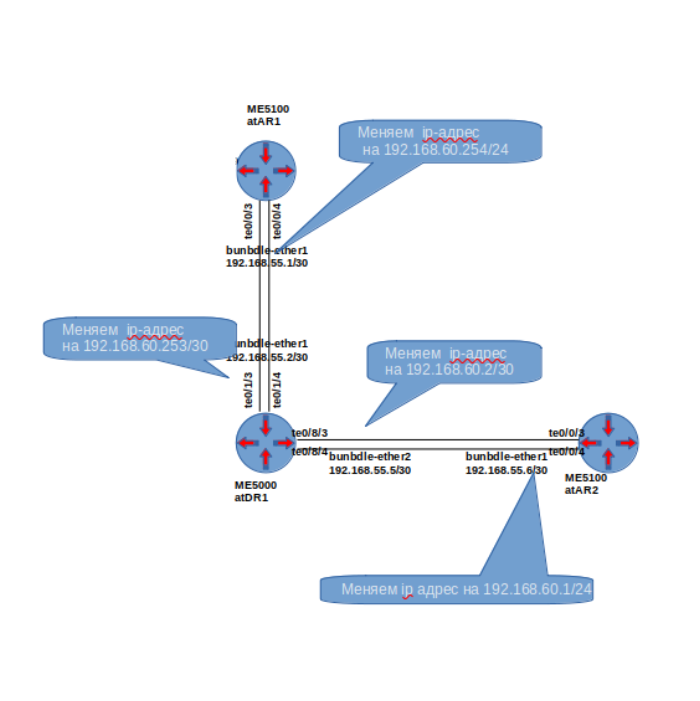 ME5100
atAR1
Меняем ip-адрес
на 192.168.60.254/24
te0/0/3
te0/0/4
bunbdle-ether1
192.168.55.1/30
Меняем ip-адрес
на 192.168.60.253/30
unbdle-ether1
192.168.55.2/30
Меняем ip-адрес
на 192.168.60.2/30
te0/1/3
te0/1/4
te0/8/3
te0/8/4
te0/0/3
te0/0/4
bunbdle-ether2
192.168.55.5/30
bunbdle-ether1
192.168.55.6/30
ME5000
atDR1
ME5100
atAR2
Меняем ip адрес на 192.168.60.1/24